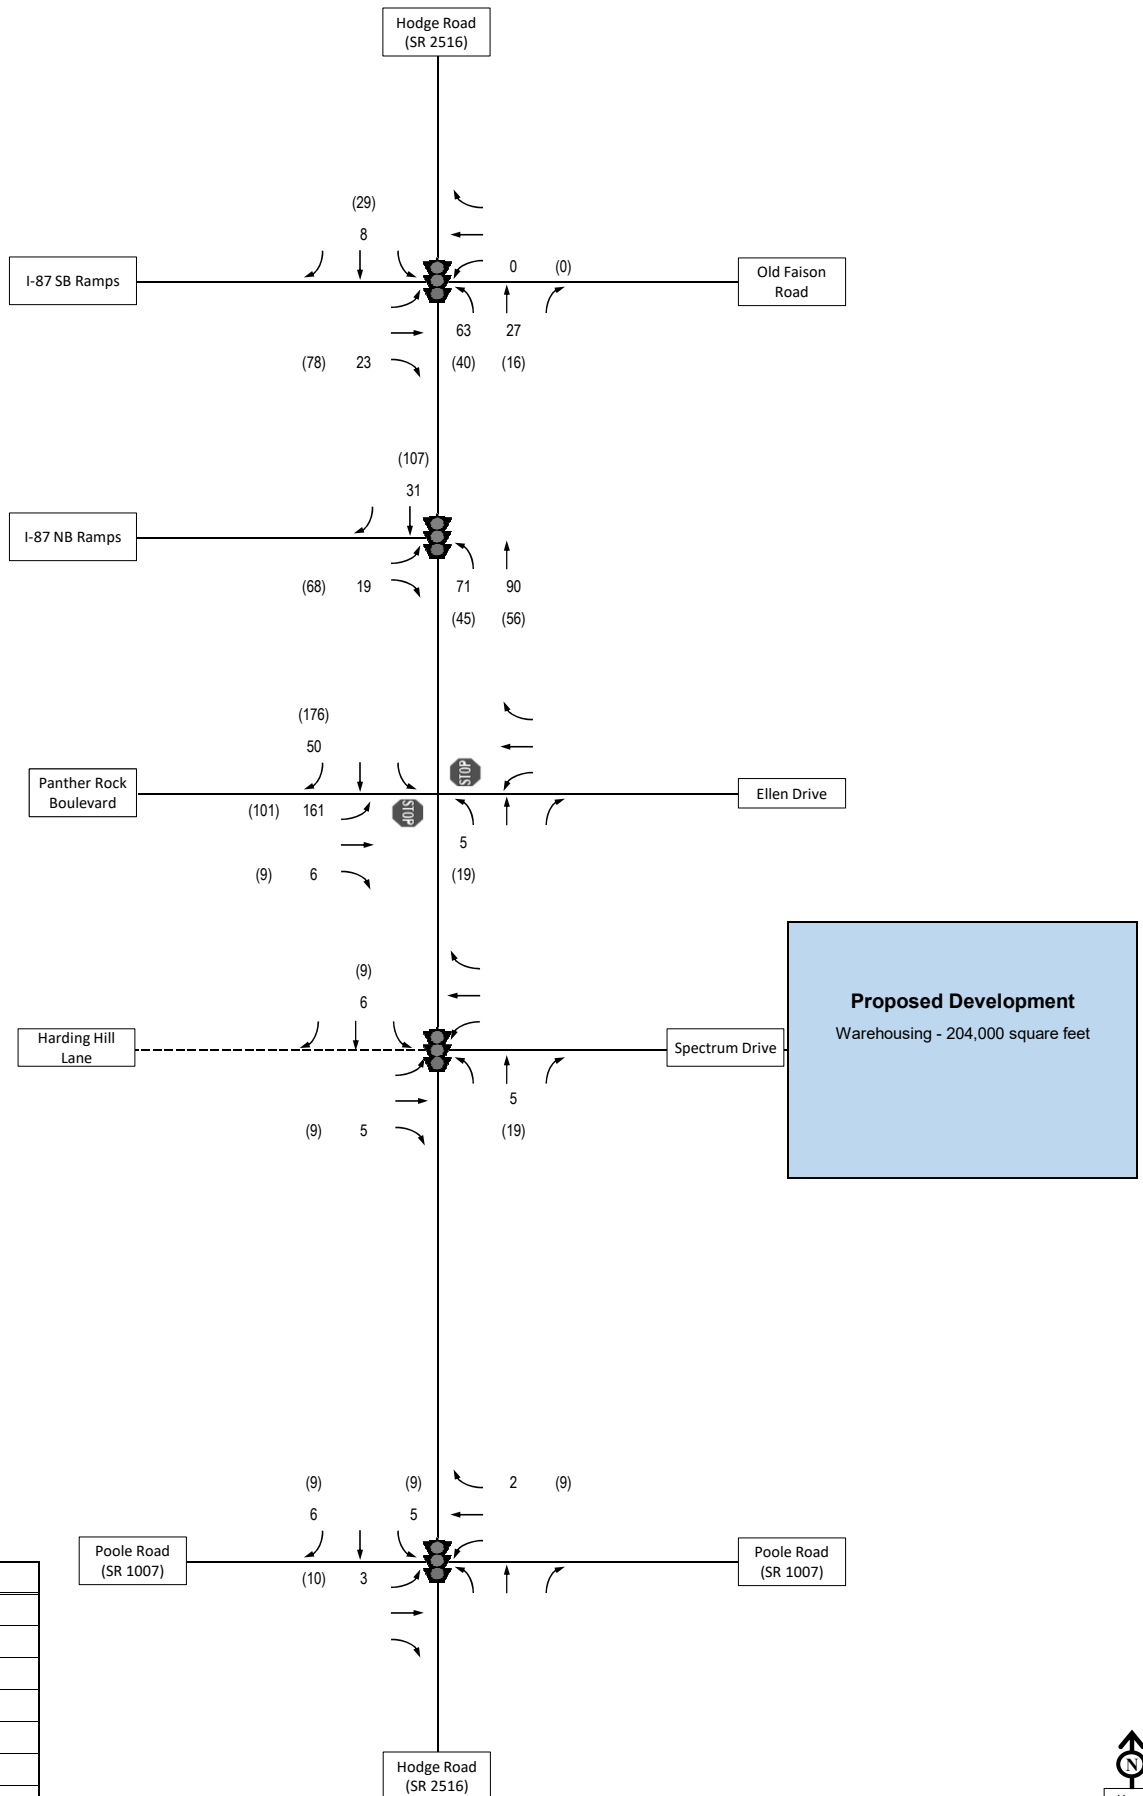 Hodge Road
(SR 2516)
(29)
8
I-87 SB Ramps
0 (0)
Old Faison
Road
63 27
(78) 23 (40) (16)
(107)
31
I-87 NB Ramps
(68) 19 71 90
(45) (56)
(176)
50
STOP
Panther Rock
Boulevard
Ellen Drive
(101) 161
STOP
5
(9) 6 (19)
(9)
6
Proposed Development
Warehousing - 204,000 square feet
Harding Hill
Lane
Spectrum Drive
5
(9) 5 (19)
(9) (9) 2 (9)
6 5
Poole Road
(SR 1007)
Poole Road
(SR 1007)
(10) 3
Hodge Road
(SR 2516)
N